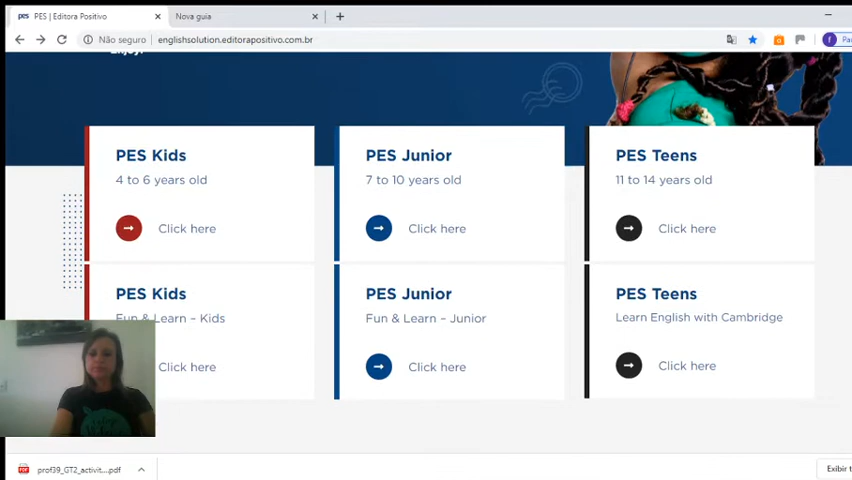 pes PES | Editora Positivo
Nova guia
Não seguro englishsolution.editorapositivo.com.br
PES Kids
4 to 6 years old
Click here
PES Junior
7 to 10 years old
Click here
PES Teens
11 to 14 years old
Click here
PES Kids
Fun & Learn – Kids
Click here
PES Junior
Fun & Learn – Junior
Click here
PES Teens
Learn English with Cambridge
Click here
prof39_GT2_activit....pdf
Exibir t